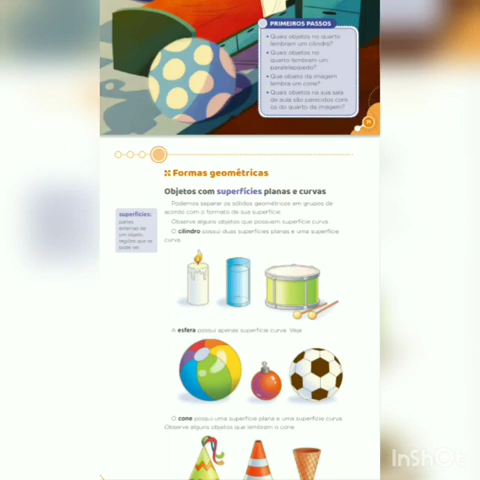 PRIMEIROS PASSOS
• Quais objetos no quarto
lembram um cilindro?
• Quais objetos no
quarto lembram um
paralelepípedo?
• Que objeto da imagem
lembra um cone?
• Quais objetos na sua sala
de aula são parecidos com
os do quarto da imagem?
Formas geométricas
Objetos com superfícies planas e curvas
superfícies:
partes
externas de
um objeto,
regiões que se
pode ver.
Podemos separar os sólidos geométricos em grupos de
acordo com o formato de sua superfície.
Observe alguns objetos que possuem superfície curva.
O cilindro possui duas superfícies planas e uma superfície
curva.
A esfera possui apenas superfície curva. Veja
O cone possui uma superfície plana e uma superfície curva.
Observe alguns objetos que lembram o cone.
InShOt